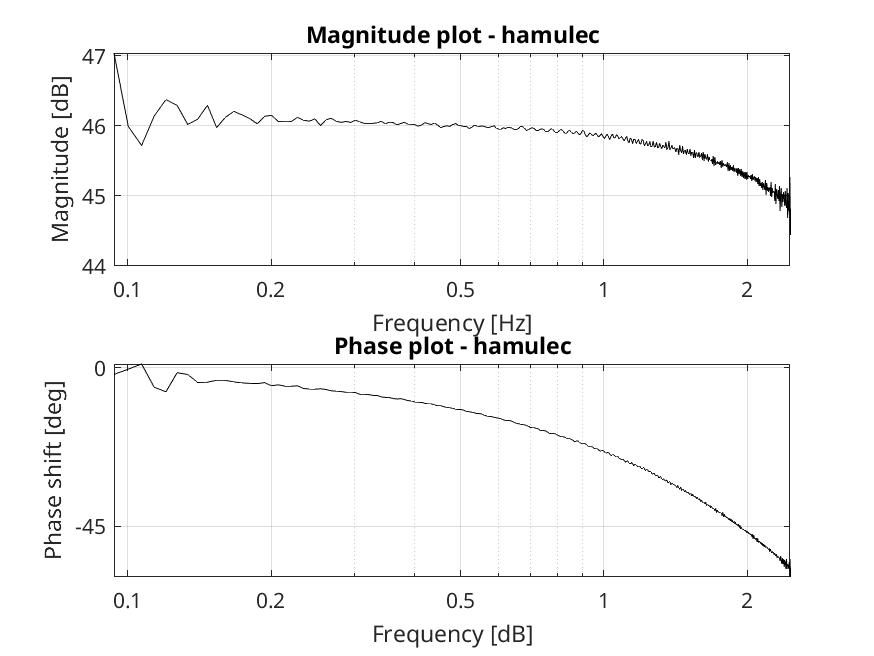 Magnitude plot - hamulec
Magnitude [dB]
47
46
45
44
0.1 0.2 0.5 1 2
Frequency [Hz]
Phase plot - hamulec
Phase shift [deg]
0
-45
0.1 0.2 0.5 1 2
Frequency [dB]